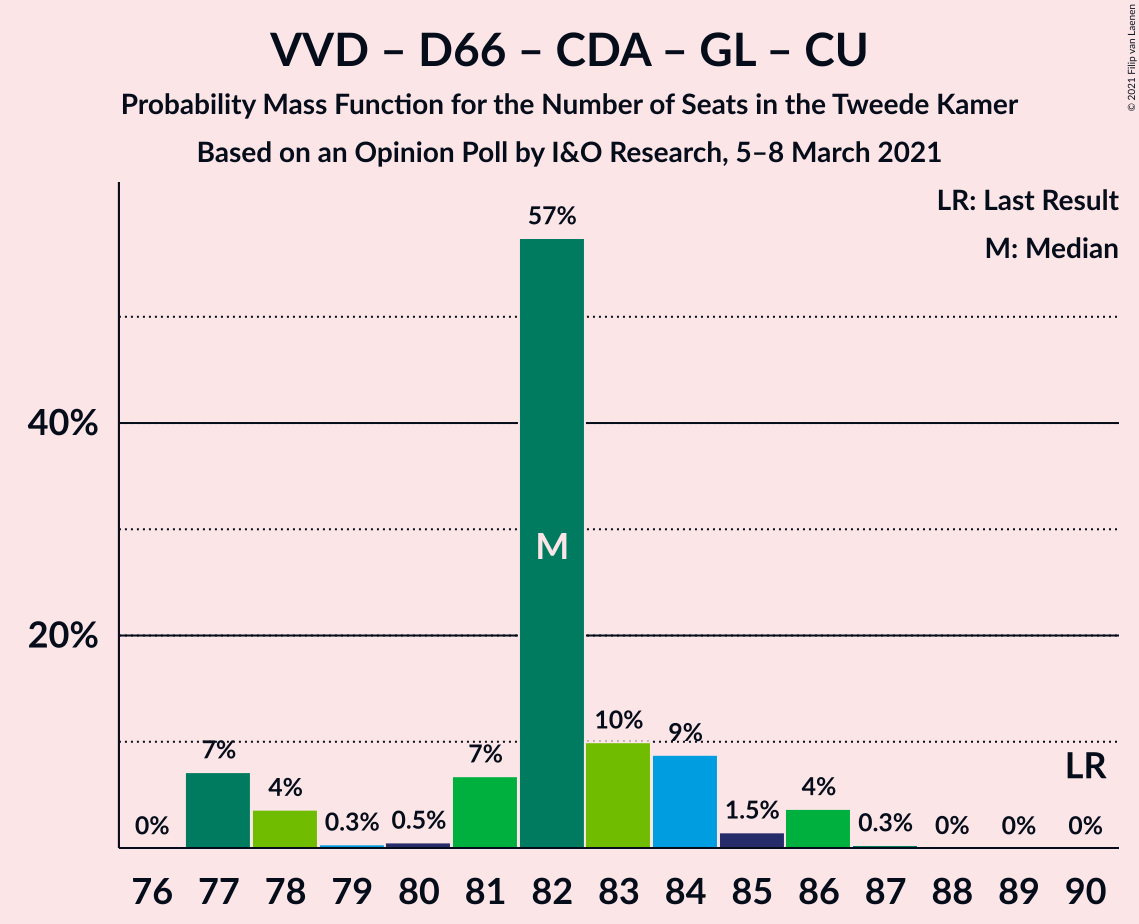 VVD – D66 – CDA – GL – CU
Probability Mass Function for the Number of Seats in the Tweede Kamer
Based on an Opinion Poll by I&O Research, 5–8 March 2021
© 2021 Filip van Laenen
LR: Last Result
M: Median
57%
40%
M
20%
10%
9%
7%
7%
LR
4%
4%
1.5%
0%
0.3%
0.5%
0.3%
0%
0%
0%
76 77 78 79 80 81 82 83 84 85 86 87 88 89 90